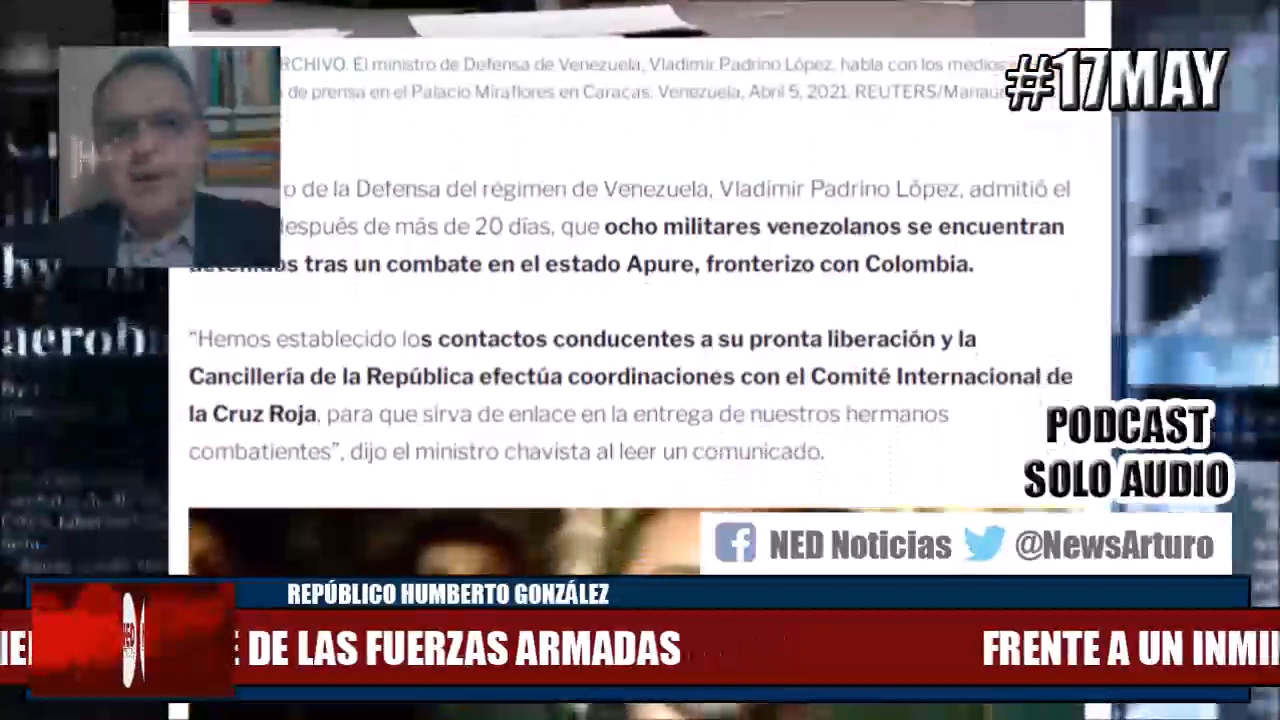 RCHIVO. El ministro de Defensa de Venezuela, Vladimir Padrino López, habla con los medios
#17MAY
de prensa en el Palacio Miraflores en Caracas. Venezuela, Abril 5, 2021. REUTERS/Manau
o de la Defensa del régimen de Venezuela, Vladímir Padrino López, admitió el
después de más de 20 días, que ocho militares venezolanos se encuentran
tras un combate en el estado Apure, fronterizo con Colombia.
“Hemos establecido los contactos conducentes a su pronta liberación y la
Cancillería de la República efectúa coordinaciones con el Comité Internacional de
la Cruz Roja, para que sirva de enlace en la entrega de nuestros hermanos
combatientes”, dijo el ministro chavista al leer un comunicado.
PODCAST
SOLO AUDIO
NED Noticias @NewsArturo
REPÚBLICO HUMBERTO GONZÁLEZ
DE LAS FUERZAS ARMADAS FRENTE A UN INMI